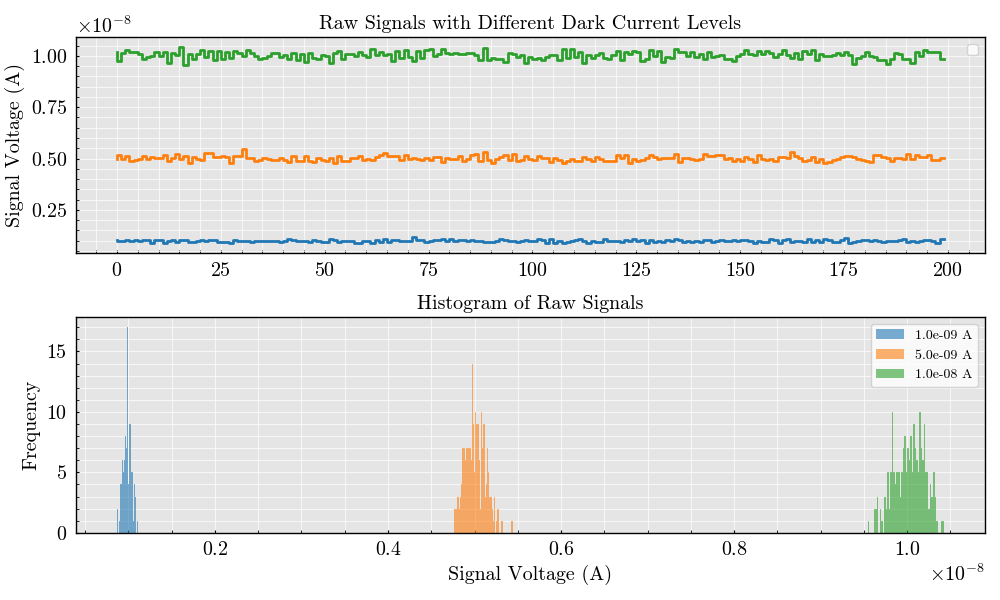 ×10⁻⁸
Raw Signals with Different Dark Current Levels
Signal Voltage (A)
1.00
0.75
0.50
0.25
0 25 50 75 100 125 150 175 200
Histogram of Raw Signals
Frequency
15
10
5
0
1.0e-09 A
5.0e-09 A
1.0e-08 A
0.2 0.4 0.6 0.8 1.0
Signal Voltage (A)
×10⁻⁸